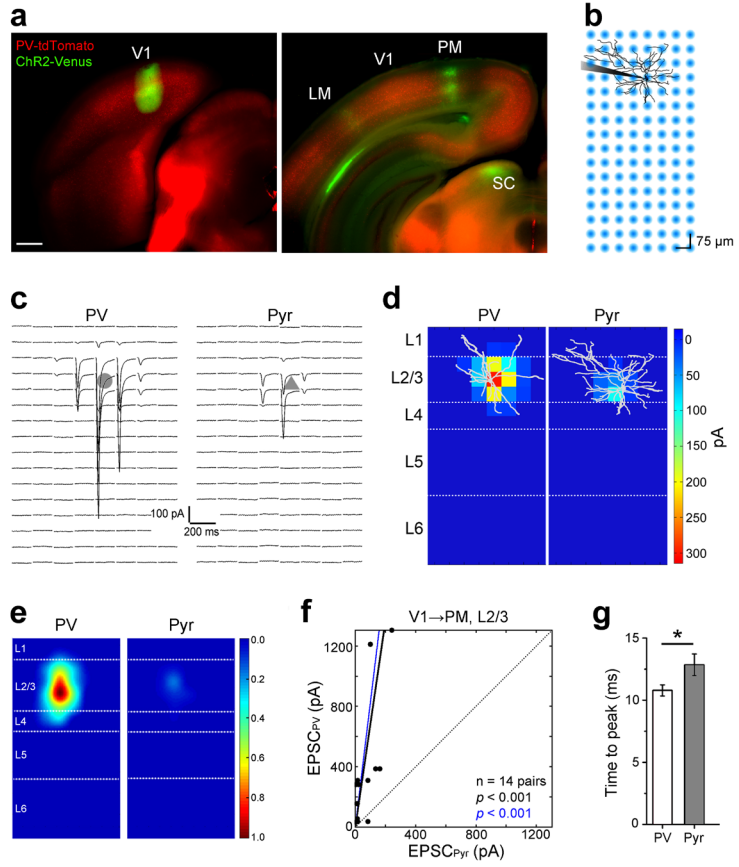 a
PV-tdTomato
ChR2-Venus
V1
LM
V1
PM
SC
b
75 µm
c
PV
Pyr
100 pA
200 ms
d
PV
Pyr
L1
L2/3
L4
L5
L6
0
50
100
150
200
250
300
pA
e
PV
Pyr
L1
L2/3
L4
L5
L6
0.0
0.2
0.4
0.6
0.8
1.0
f
V1→PM, L2/3
1200
800
400
0
EPSCPV (pA)
0
400
800
1200
EPSCPyr (pA)
n = 14 pairs
p < 0.001
p < 0.001
g
*
15
10
5
0
Time to peak (ms)
PV
Pyr